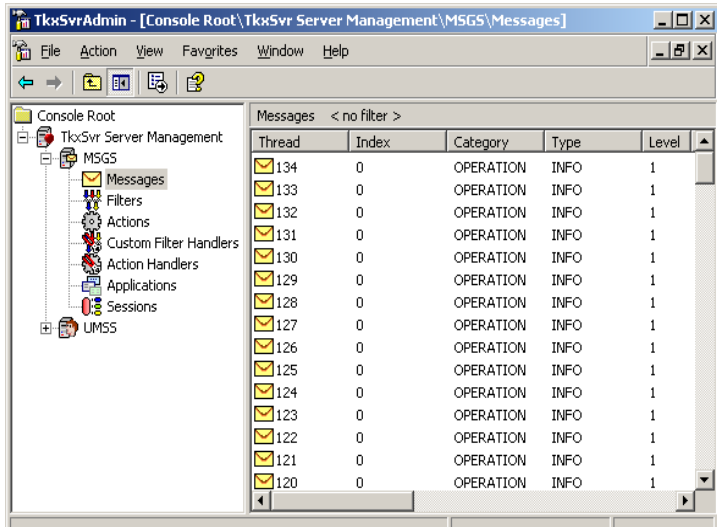 TkxSvrAdmin - [Console Root\TkxSvr Server Management\MSGS\Messages]
File Action View Favorites Window Help
Console Root
TkxSvr Server Management
MSGS
Messages
Filters
Actions
Custom Filter Handlers
Action Handlers
Applications
Sessions
UMSS
Messages < no filter >
Thread Index Category Type Level
134 0 OPERATION INFO 1
133 0 OPERATION INFO 1
132 0 OPERATION INFO 1
131 0 OPERATION INFO 1
130 0 OPERATION INFO 1
129 0 OPERATION INFO 1
128 0 OPERATION INFO 1
127 0 OPERATION INFO 1
126 0 OPERATION INFO 1
125 0 OPERATION INFO 1
124 0 OPERATION INFO 1
123 0 OPERATION INFO 1
122 0 OPERATION INFO 1
121 0 OPERATION INFO 1
120 0 OPERATION INFO 1